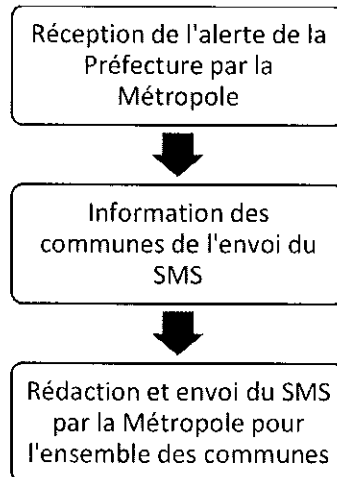 Réception de l'alerte de la
Préfecture par la
Métropole
Information des
communes de l'envoi du
SMS
Rédaction et envoi du SMS
par la Métropole pour
l'ensemble des communes